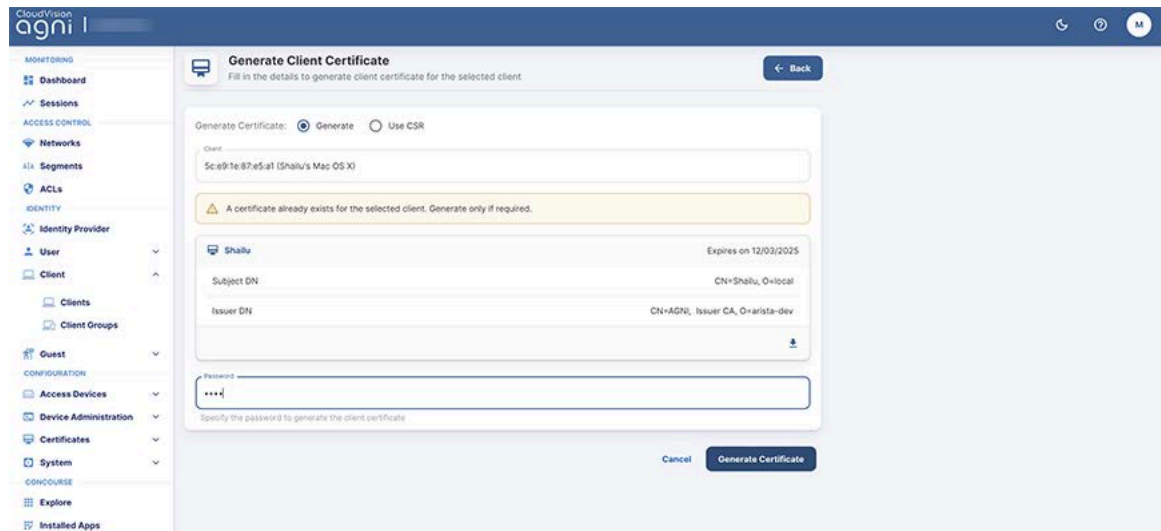 CloudVision
agni
M
MONITORING
Dashboard
Sessions
ACCESS CONTROL
Networks
Segments
ACLs
IDENTITY
Identity Provider
User
Client
Clients
Client Groups
Guest
CONFIGURATION
Access Devices
Device Administration
Certificates
System
CONCOURSE
Explore
Installed Apps
Generate Client Certificate
Fill in the details to generate client certificate for the selected client
← Back
Generate Certificate: Generate Use CSR
Client
5c:e9:1e:87:e5:a1 (Shailu's Mac OS X)
A certificate already exists for the selected client. Generate only if required.
Shailu Expires on 12/03/2025
Subject DN CN=Shailu, O=local
Issuer DN CN=AGNI, Issuer CA, O=arista-dev
Password
••••
Specify the password to generate the client certificate
Cancel Generate Certificate